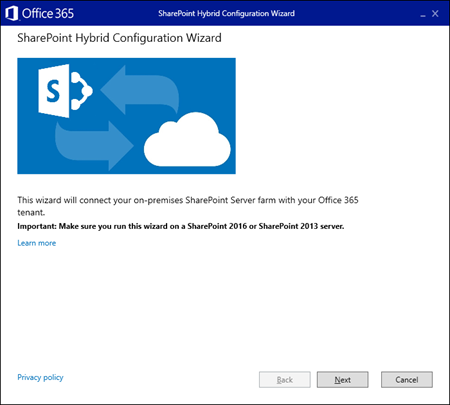 Office 365
SharePoint Hybrid Configuration Wizard
SharePoint Hybrid Configuration Wizard
S
This wizard will connect your on-premises SharePoint Server farm with your Office 365
tenant.
Important: Make sure you run this wizard on a SharePoint 2016 or SharePoint 2013 server.
Learn more
Privacy policy
Back
Next
Cancel